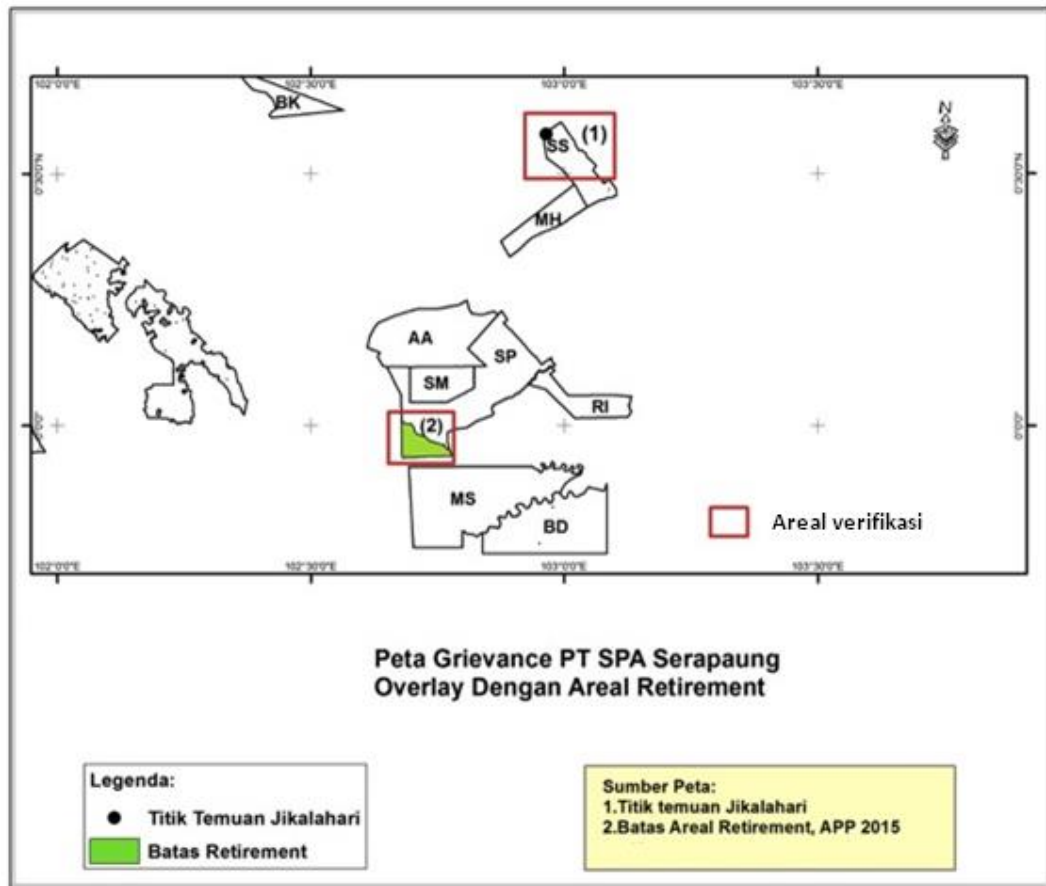 102°0'0"E 102°30'0"E 103°0'0"E 103°30'0"E
BK
N
(1)
SS
0°30'0"N 0°30'0"N
MH
AA
SP
SM
RI
(2)
0°0'0" 0°0'0"
MS
BD
Areal verifikasi
102°0'0"E 102°30'0"E 103°0'0"E 103°30'0"E
Peta Grievance PT SPA Serapaung
Overlay Dengan Areal Retirement
Legenda:
Titik Temuan Jikalahari
Batas Retirement
Sumber Peta:
1.Titik temuan Jikalahari
2.Batas Areal Retirement, APP 2015